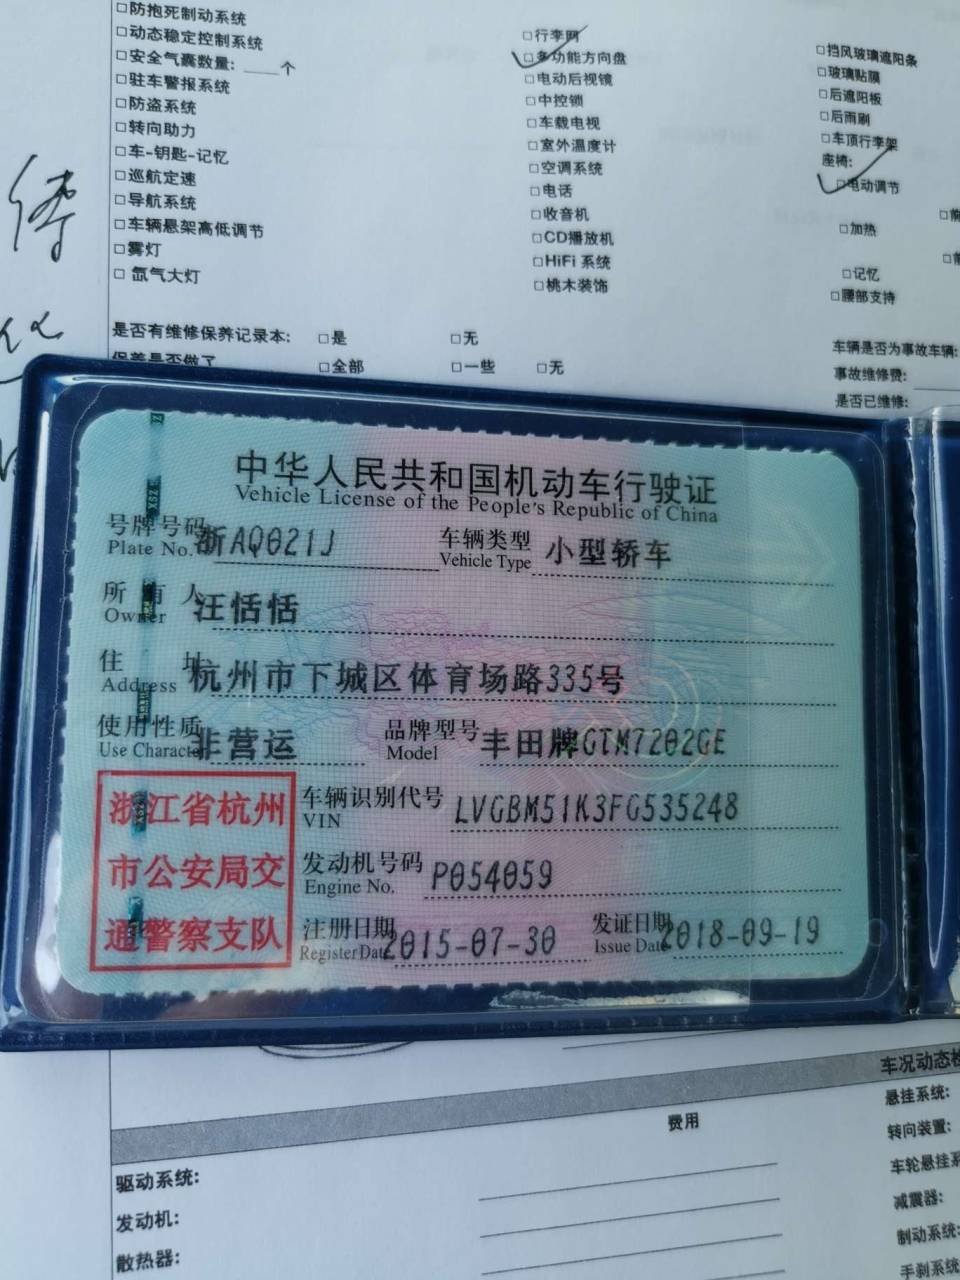 □防抱死制动系统
□动态稳定控制系统
□安全气囊数量: ____个
□驻车警报系统
□防盗系统
□转向助力
□车-钥匙-记忆
□巡航定速
□导航系统
□车辆悬架高低调节
□雾灯
□ 氙气大灯
□行李网
□多功能方向盘
□电动后视镜
□中控锁
□车载电视
□室外温度计
□空调系统
□电话
□收音机
□CD播放机
□HiFi 系统
□桃木装饰
□挡风玻璃遮阳条
□玻璃贴膜
□后遮阳板
□后雨刷
□车顶行李架
座椅:
□电动调节
□加热
□记忆
□腰部支持
□前
□前
是否有维修保养记录本: □是 □无
保养是否做了 □全部 □一些 □无
车辆是否为事故车辆:
事故维修费:
是否已维修:
中华人民共和国机动车行驶证
Vehicle License of the People's Republic of China
号牌号码 浙AQ021J 车辆类型 小型轿车
Plate No. Vehicle Type
所有人 汪恬恬
Owner
住址 杭州市下城区体育场路335号
Address
使用性质 非营运 品牌型号 丰田牌GTM7202GE
Use Character Model
浙江省杭州
市公安局交
通警察支队
车辆识别代号 LVGBM51K3FG535248
VIN
发动机号码 P054059
Engine No.
注册日期 2015-07-30 发证日期 2018-09-19
Register Date Issue Date
车况动态检
费用
驱动系统:
发动机:
散热器:
悬挂系统:
转向装置:
车轮悬挂系
减震器:
制动系统:
手刹系统